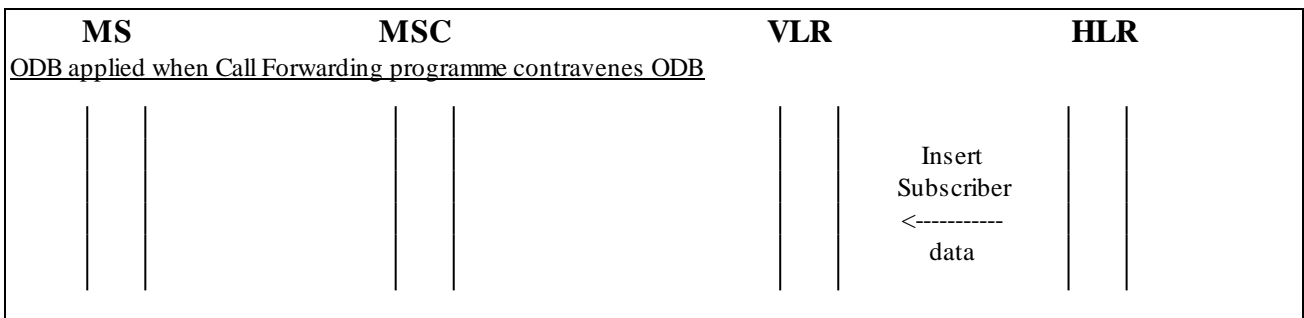 MS MSC VLR HLR
ODB applied when Call Forwarding programme contravenes ODB
Insert
Subscriber
<-----------
data